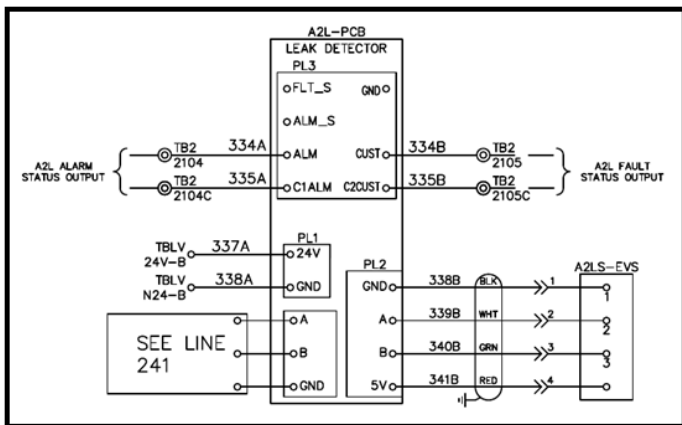 A2L-PCB
LEAK DETECTOR
PL3
FLT_S GND
ALM_S
A2L ALARM
STATUS OUTPUT
TB2
2104
334A
ALM CUST
334B
TB2
2105
A2L FAULT
STATUS OUTPUT
TB2
2104C
335A
C1ALM C2CUST
335B
TB2
2105C
TBLV
24V-B
337A
PL1
24V
TBLV
N24-B
338A
GND
PL2
GND
338B
BLK
1
A2LS-EVS
1
SEE LINE
241
A
A
339B
WHT
2
2
B
B
340B
GRN
3
3
GND
5V
341B
RED
4